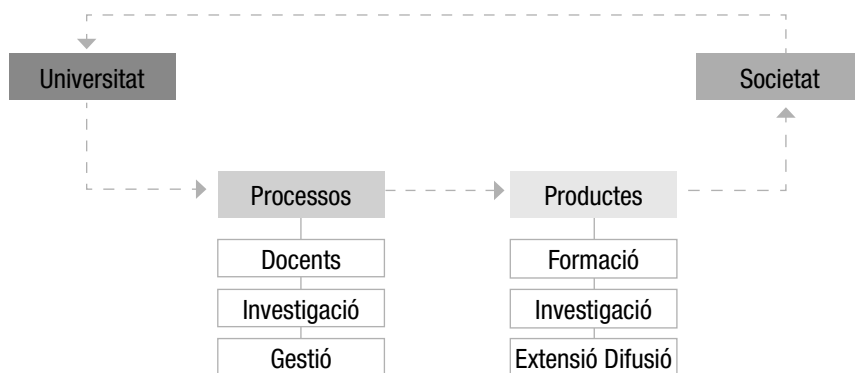 Universitat
Societat
Processos
Productes
Docents
Formació
Investigació
Investigació
Gestió
Extensió Difusió